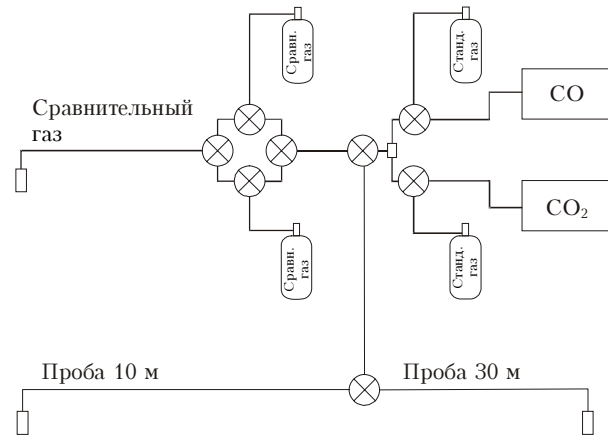 Сравн.
газ
Станд.
газ
Сравнительный
газ
CO
CO₂
Сравн.
газ
Станд.
газ
Проба 10 м
Проба 30 м